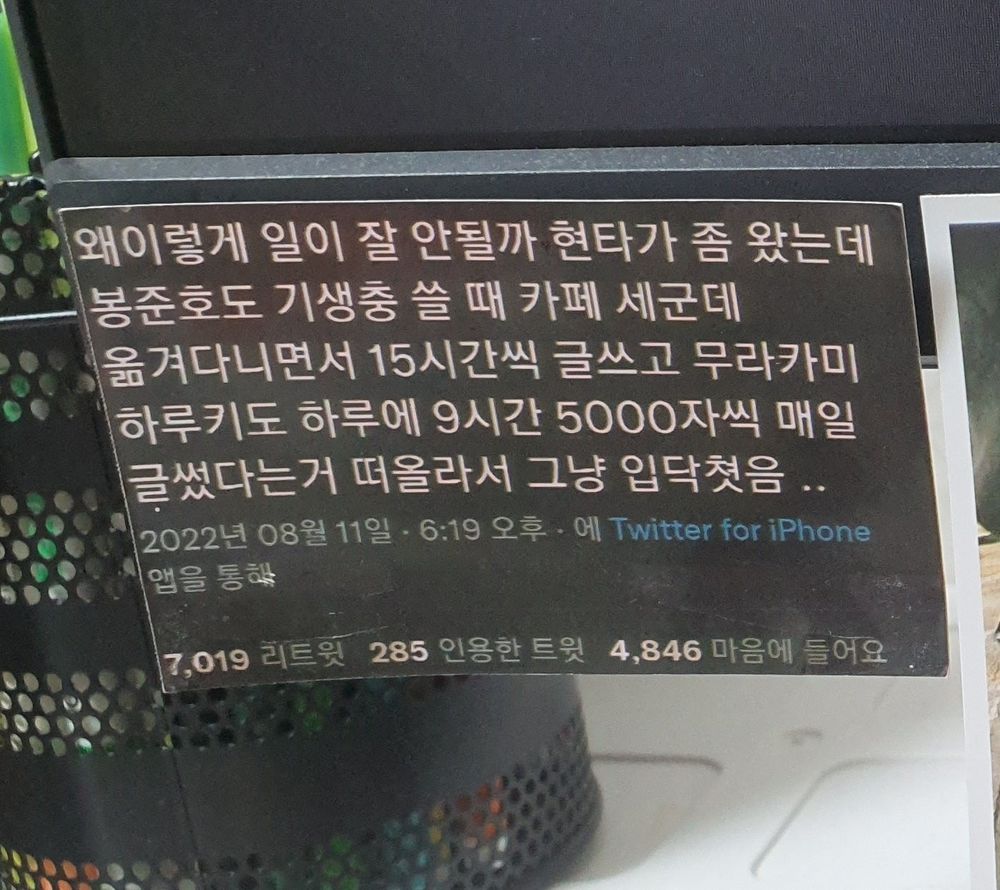 왜이렇게 일이 잘 안될까 현타가 좀 왔는데
봉준호도 기생충 쓸 때 카페 세군데
옮겨다니면서 15시간씩 글쓰고 무라카미
하루키도 하루에 9시간 5000자씩 매일
글썼다는거 떠올라서 그냥 입닥쳣음 ..
2022년 08월 11일 · 6:19 오후 · 에 Twitter for iPhone
앱을 통해
7,019 리트윗 285 인용한 트윗 4,846 마음에 들어요